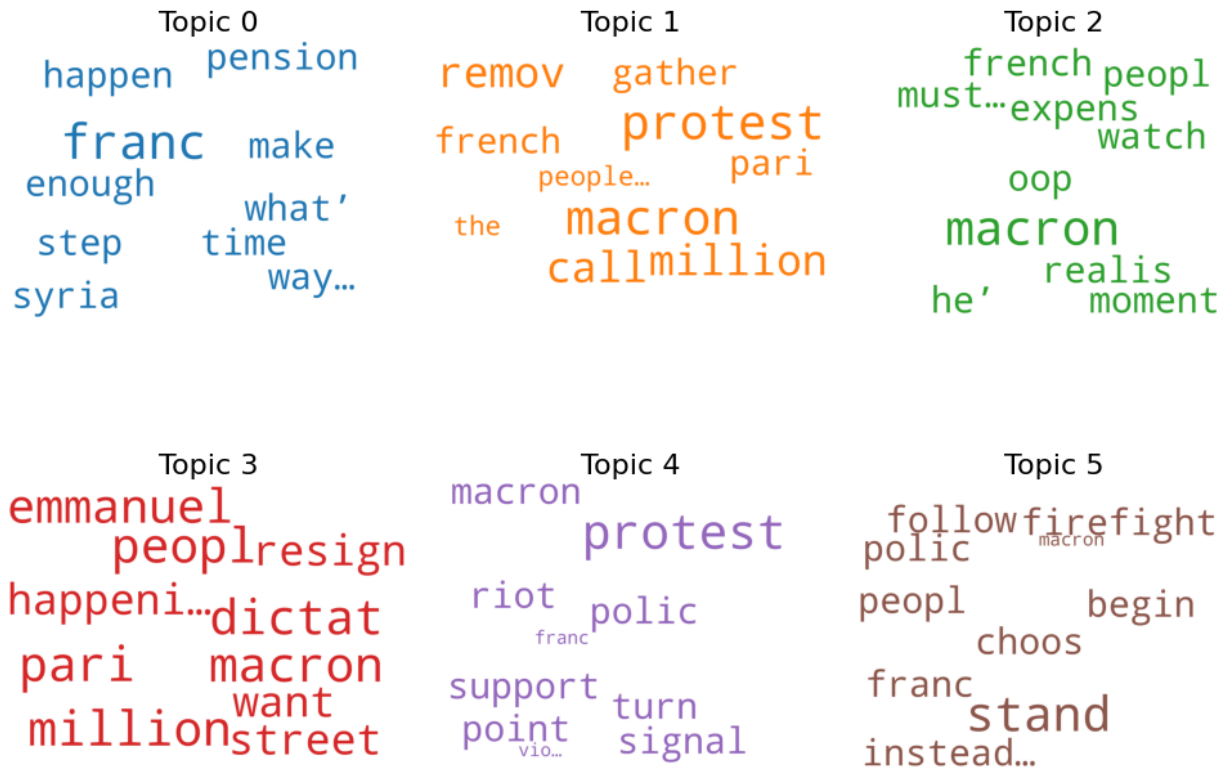 Topic 0
happen
pension
franc
make
enough
what’
step
time
way…
syria
Topic 1
remov
gather
protest
french
pari
people…
the
macron
call
million
Topic 2
french
peopl
must…
expens
watch
oop
macron
realis
he’
moment
Topic 3
emmanuel
peopl
resign
happeni…
dictat
pari
macron
want
million
street
Topic 4
macron
protest
riot
polic
franc
support
turn
point
signal
vio…
Topic 5
follow
firefight
macron
polic
peopl
begin
choos
franc
stand
instead…